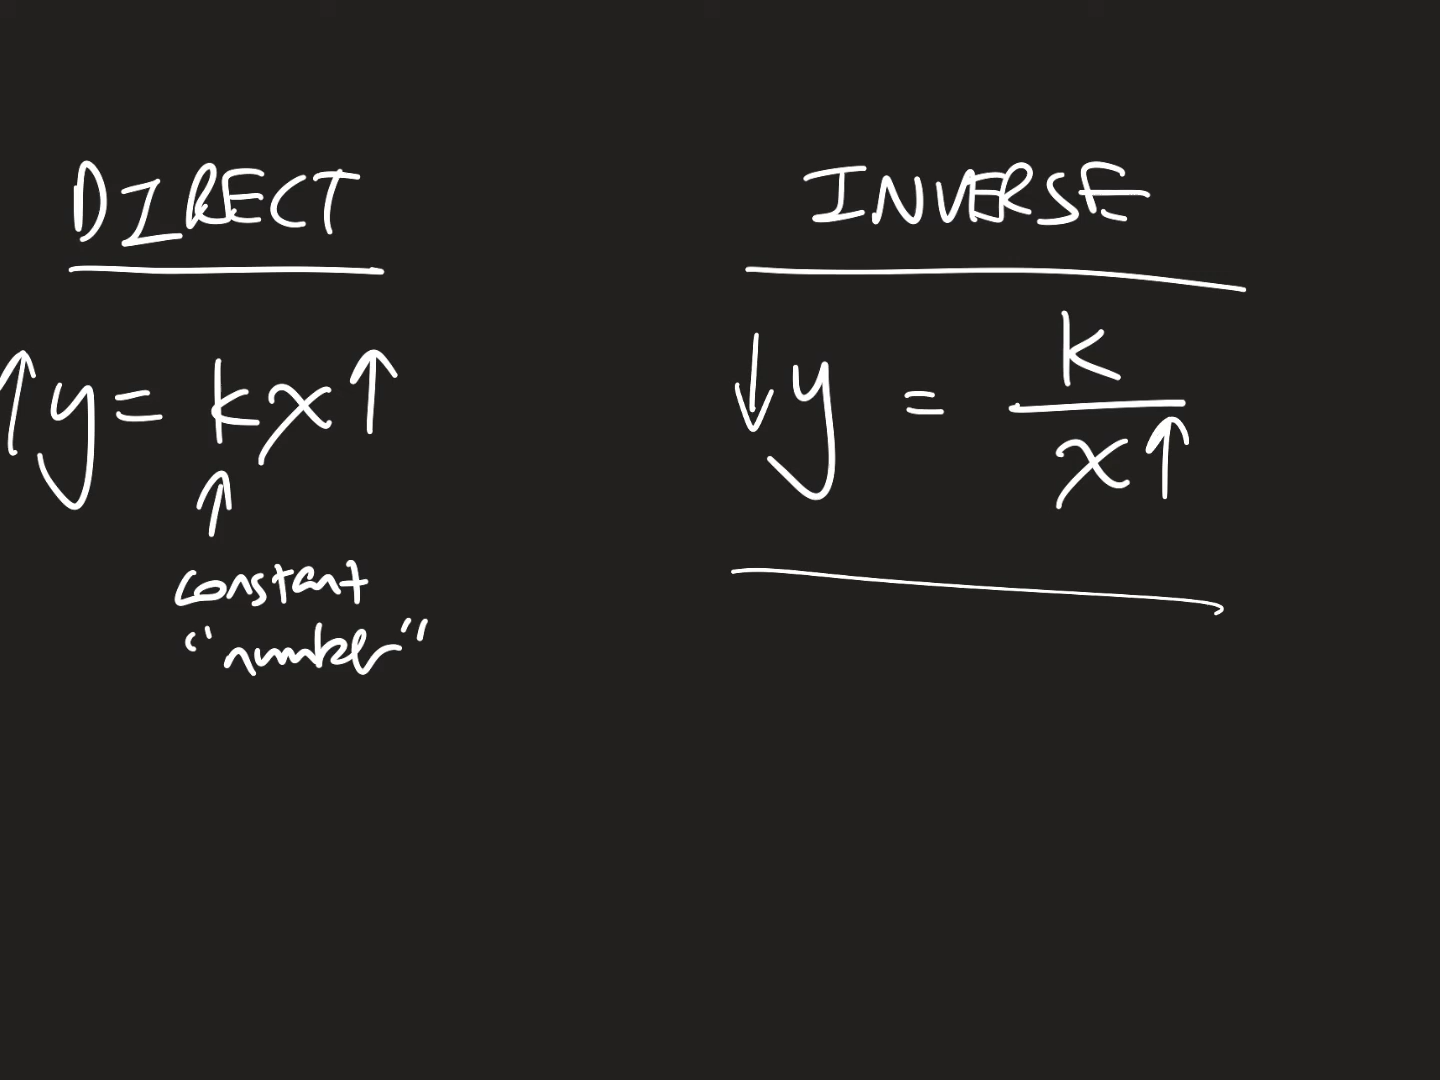 DIRECT
↑y = kx↑
↑
constant
"number"
INVERSE
↓y = k/x↑